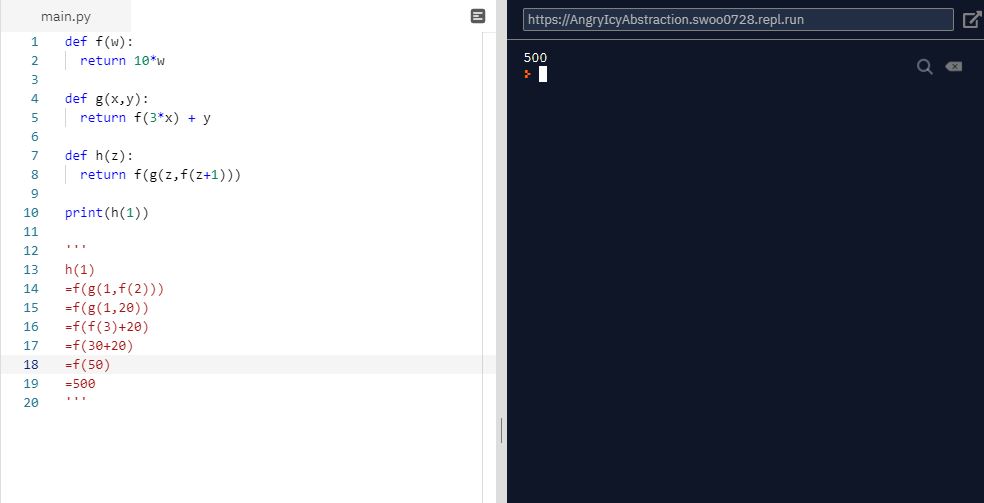 main.py
https://AngryIcyAbstraction.swoo0728.repl.run
1 def f(w):
2 return 10*w
3
4 def g(x,y):
5 return f(3*x) + y
6
7 def h(z):
8 return f(g(z,f(z+1)))
9
10 print(h(1))
11
12 '''
13 h(1)
14 =f(g(1,f(2)))
15 =f(g(1,20))
16 =f(f(3)+20)
17 =f(30+20)
18 =f(50)
19 =500
20 '''
500